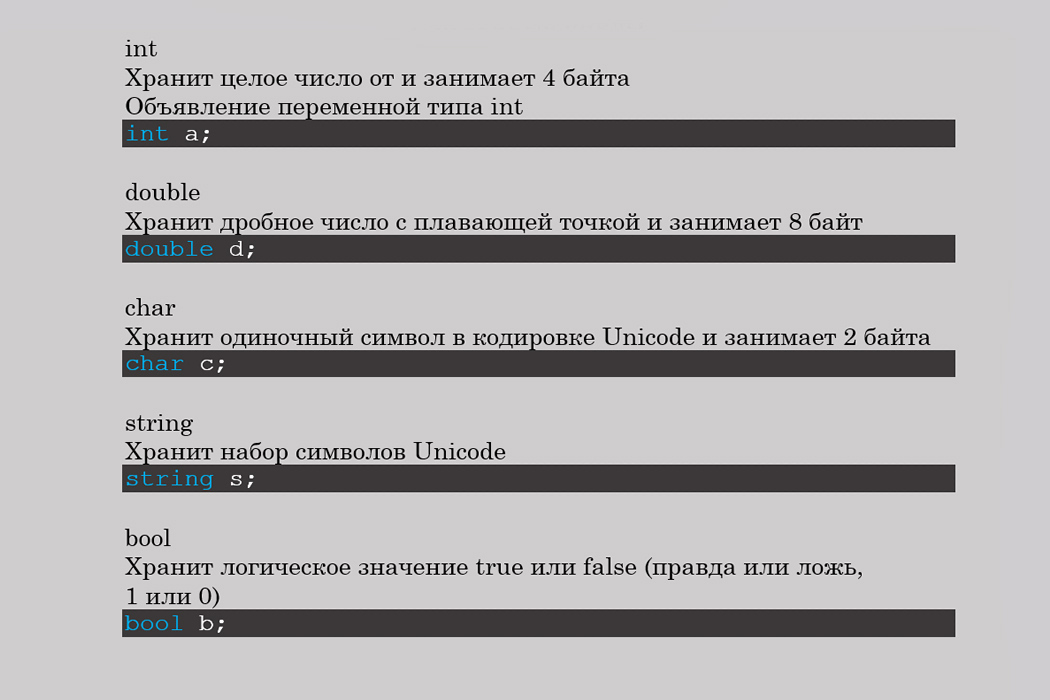 int
Хранит целое число от и занимает 4 байта
Объявление переменной типа int
int a;
double
Хранит дробное число с плавающей точкой и занимает 8 байт
double d;
char
Хранит одиночный символ в кодировке Unicode и занимает 2 байта
char c;
string
Хранит набор символов Unicode
string s;
bool
Хранит логическое значение true или false (правда или ложь,
1 или 0)
bool b;